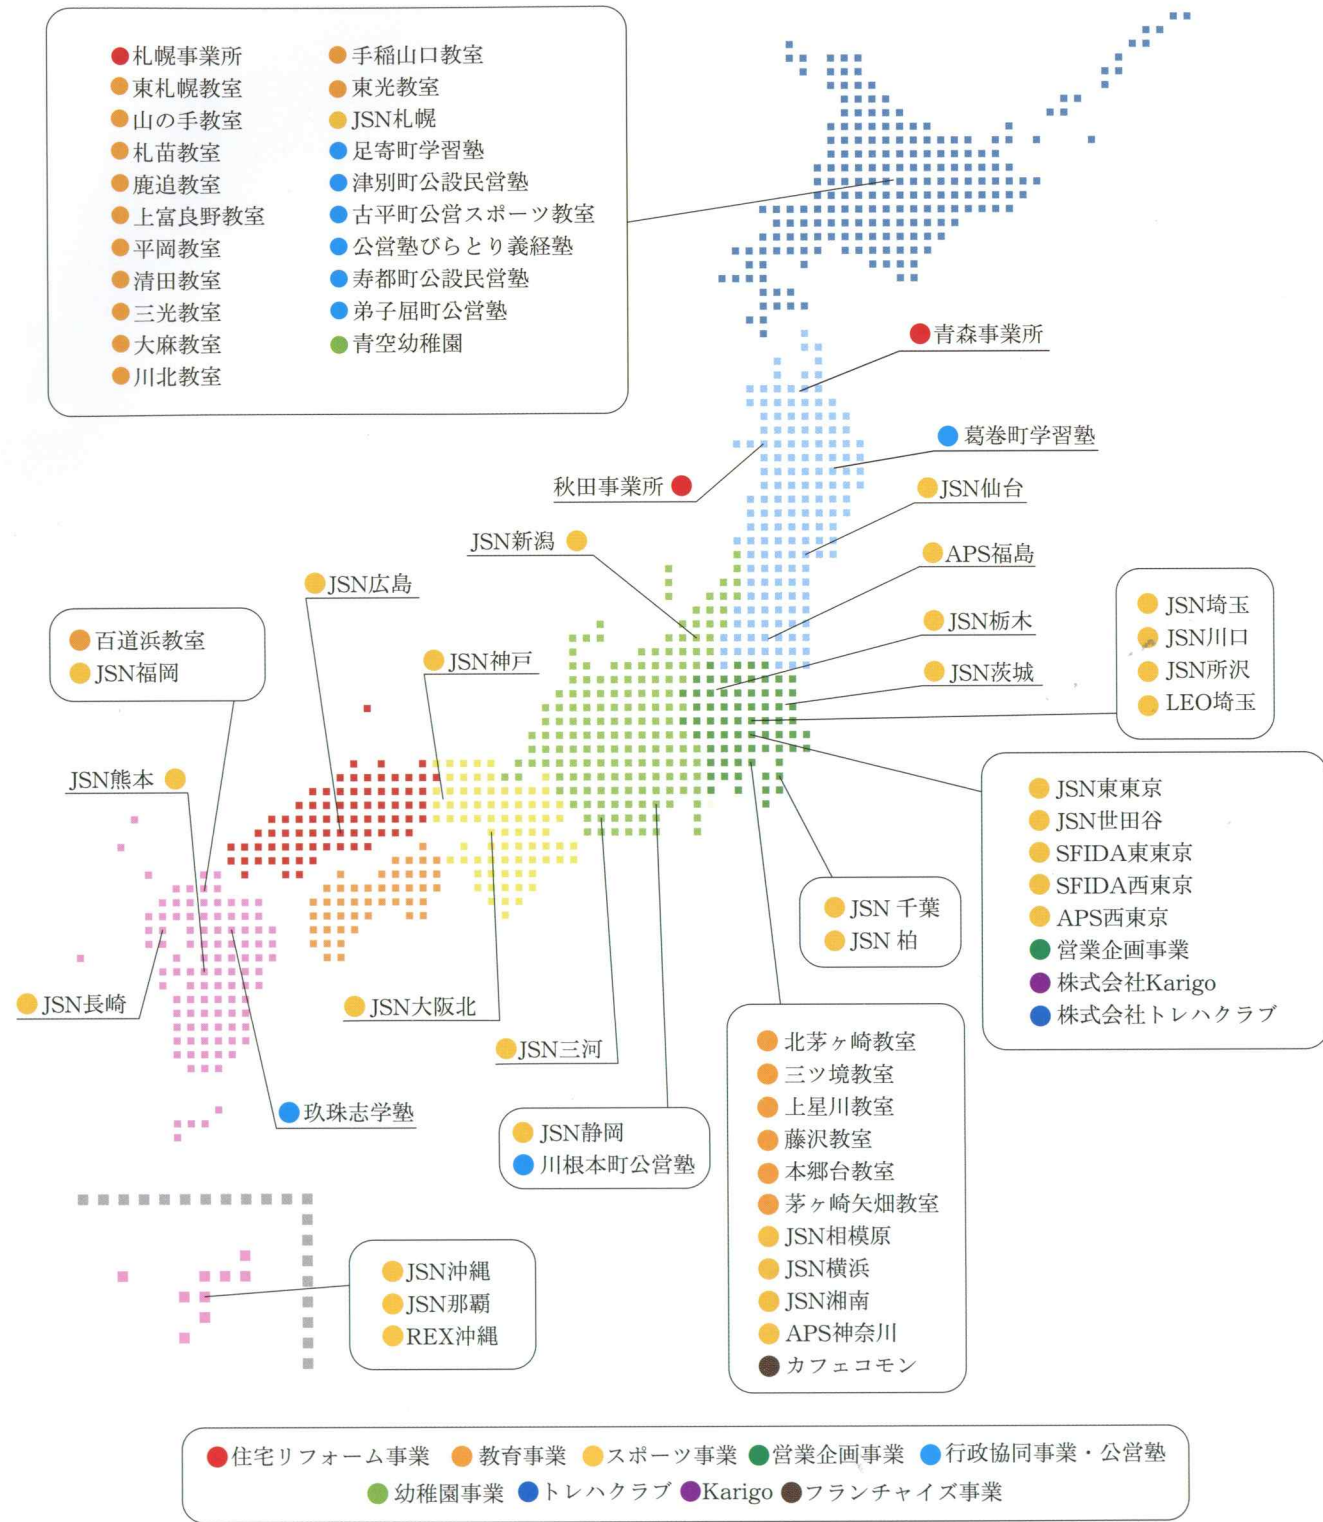 札幌事業所
東札幌教室
山の手教室
札苗教室
鹿追教室
上富良野教室
平岡教室
清田教室
三光教室
大麻教室
川北教室
手稲山口教室
東光教室
JSN札幌
足寄町学習塾
津別町公設民営塾
古平町公営スポーツ教室
公営塾びらとり義経塾
寿都町公設民営塾
弟子屈町公営塾
青空幼稚園
青森事業所
葛巻町学習塾
秋田事業所
JSN仙台
JSN新潟
APS福島
JSN広島
JSN栃木
JSN埼玉
JSN川口
JSN所沢
LEO埼玉
百道浜教室
JSN福岡
JSN神戸
JSN茨城
JSN熊本
JSN東東京
JSN世田谷
SFIDA東東京
SFIDA西東京
APS西東京
営業企画事業
株式会社Karigo
株式会社トレハクラブ
JSN 千葉
JSN 柏
JSN長崎
JSN大阪北
JSN三河
玖珠志学塾
JSN静岡
川根本町公営塾
北茅ヶ崎教室
三ツ境教室
上星川教室
藤沢教室
本郷台教室
茅ヶ崎矢畑教室
JSN相模原
JSN横浜
JSN湘南
APS神奈川
カフェコモン
JSN沖縄
JSN那覇
REX沖縄
住宅リフォーム事業 教育事業 スポーツ事業 営業企画事業 行政協同事業・公営塾
幼稚園事業 トレハクラブ Karigo フランチャイズ事業